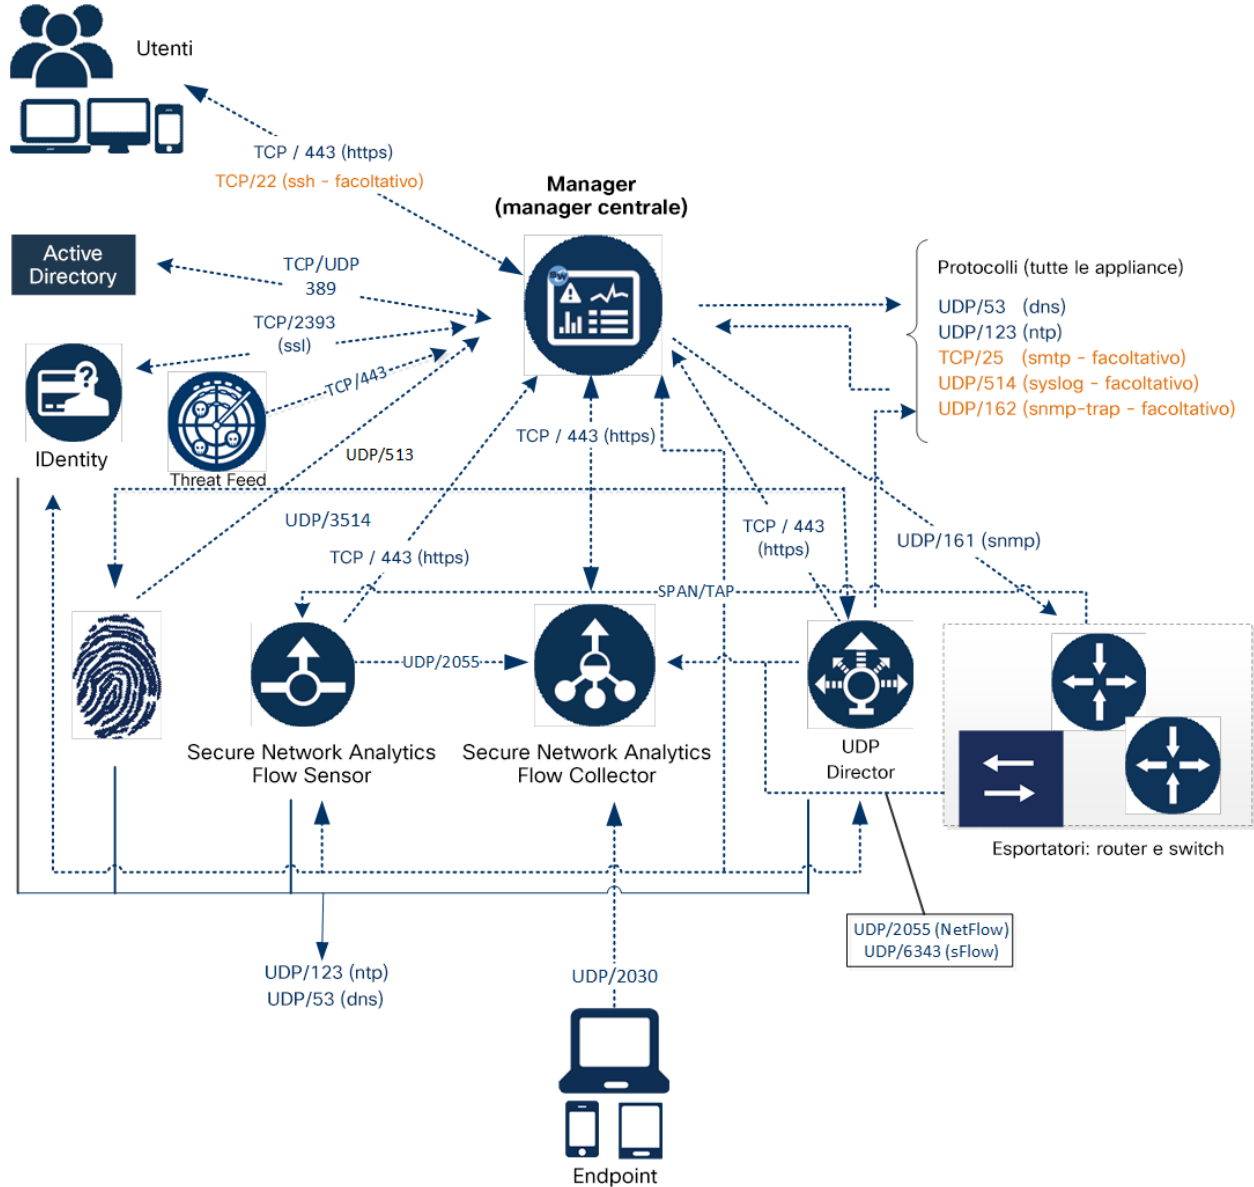 Utenti
TCP / 443 (https)
TCP/22 (ssh - facoltativo)
Manager
(manager centrale)
SW
Active
Directory
TCP/UDP
389
Protocolli (tutte le appliance)
UDP/53 (dns)
UDP/123 (ntp)
TCP/25 (smtp - facoltativo)
UDP/514 (syslog - facoltativo)
UDP/162 (snmp-trap - facoltativo)
TCP/2393
(ssl)
TCP/443
IDentity
Threat Feed
TCP / 443 (https)
UDP/513
UDP/3514
TCP / 443 (https)
TCP / 443
(https)
UDP/161 (snmp)
SPAN/TAP
UDP/2055
Secure Network Analytics
Flow Sensor
Secure Network Analytics
Flow Collector
UDP
Director
Esportatori: router e switch
UDP/2055 (NetFlow)
UDP/6343 (sFlow)
UDP/123 (ntp)
UDP/53 (dns)
UDP/2030
Endpoint